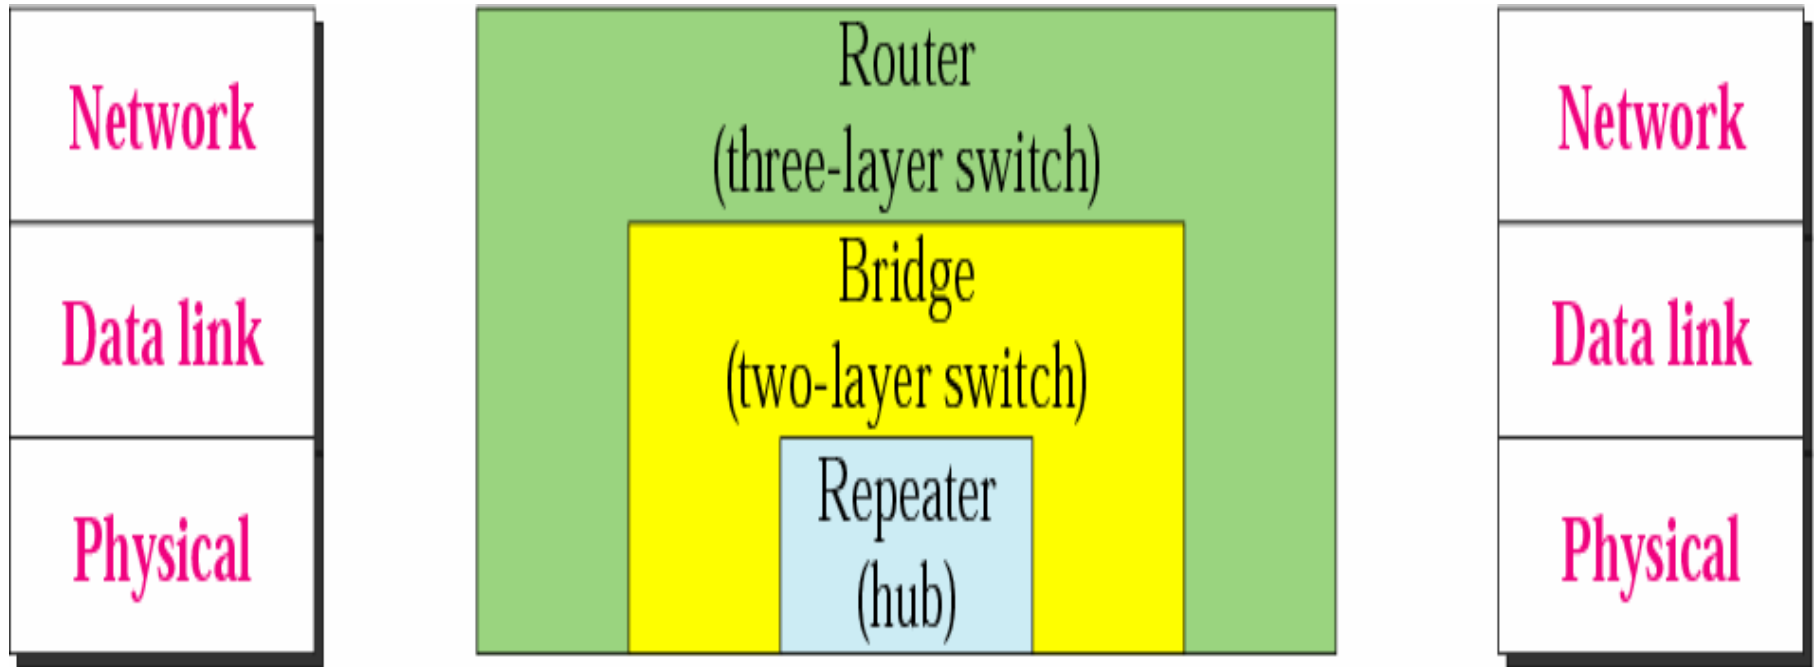 Network
Data link
Physical
Router
(three-layer switch)
Bridge
(two-layer switch)
Repeater
(hub)
Network
Data link
Physical